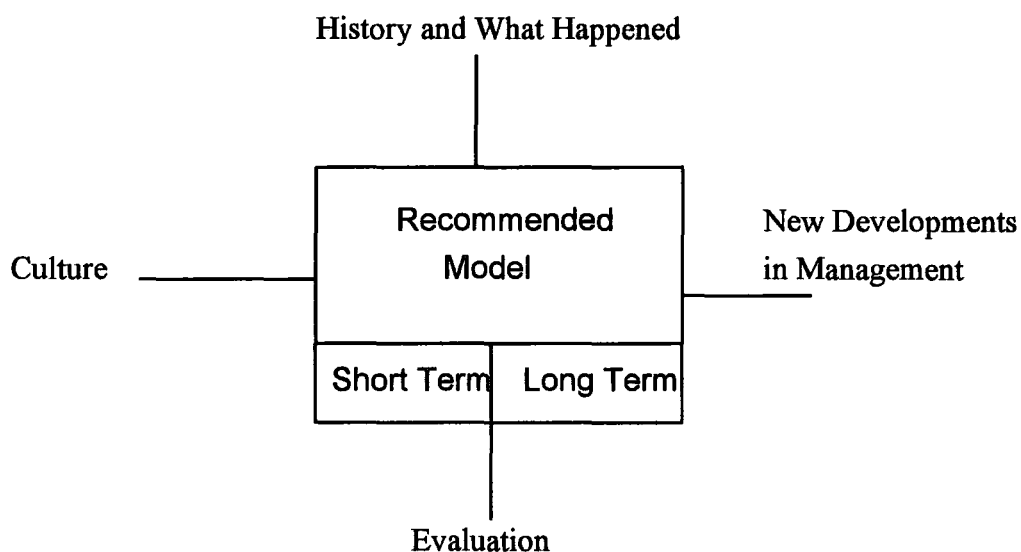 History and What Happened
Recommended
Model
New Developments
in Management
Culture
Short Term
Long Term
Evaluation